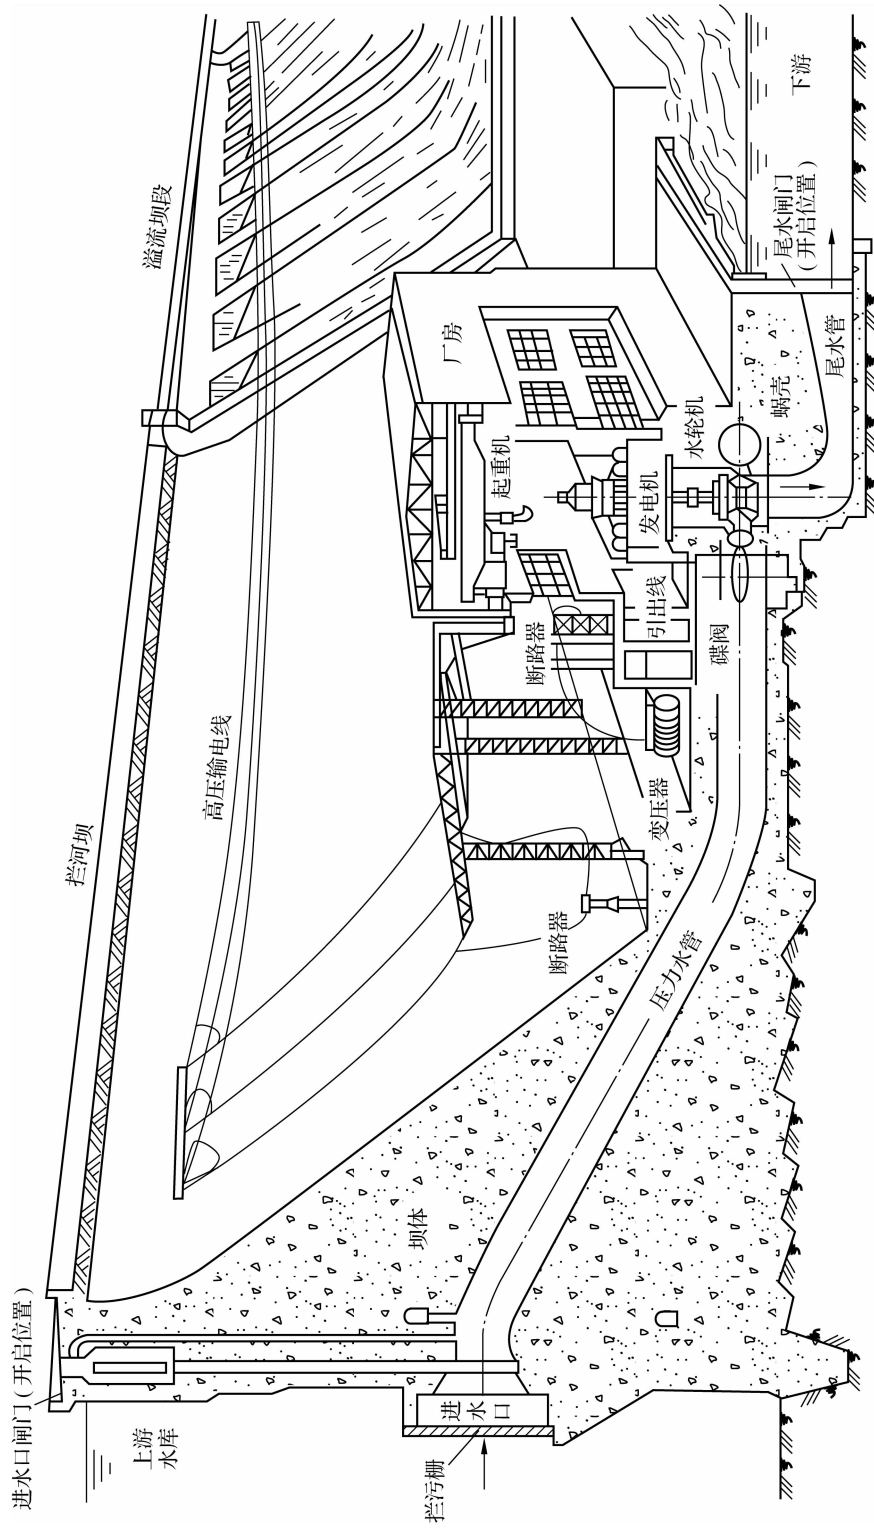 进水口闸门(开启位置)
上游
水库
拦污栅
进水口
坝体
拦河坝
高压输电线
溢流坝段
断路器
压力水管
变压器
断路器
引出线
碟阀
起重机
厂房
发电机
水轮机
蜗壳
尾水管
尾水闸门
(开启位置)
下游